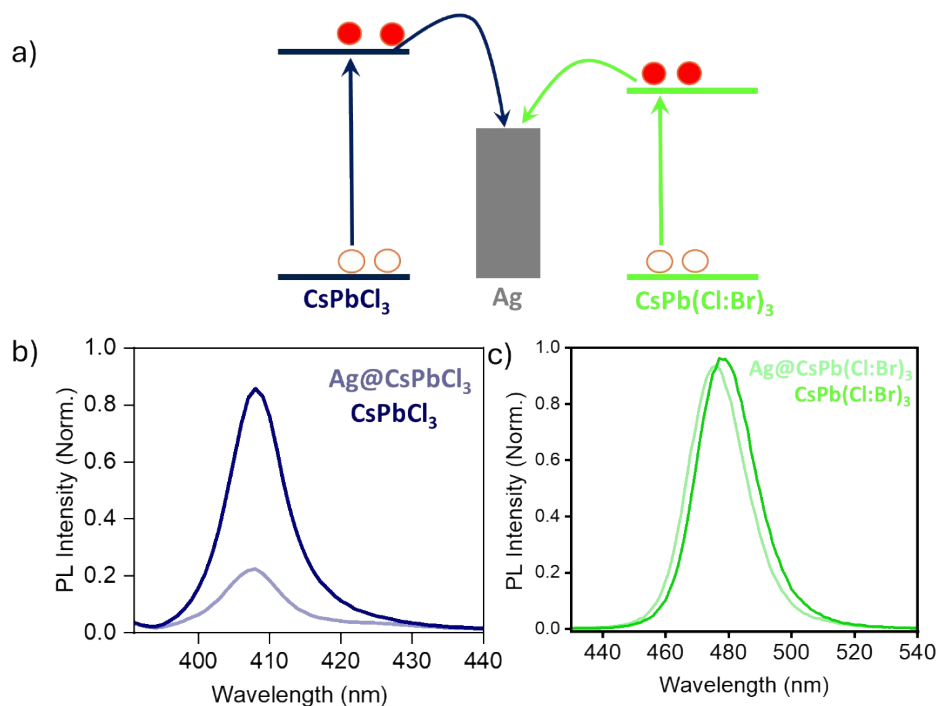 a)
CsPbCl₃
Ag
CsPb(Cl:Br)₃
b)
1.0
0.8
0.6
0.4
0.2
0.0
PL Intensity (Norm.)
Ag@CsPbCl₃
CsPbCl₃
400
410
420
430
440
Wavelength (nm)
c)
1.0
0.8
0.6
0.4
0.2
0.0
PL Intensity (Norm.)
Ag@CsPb(Cl:Br)₃
CsPb(Cl:Br)₃
440
460
480
500
520
540
Wavelength (nm)